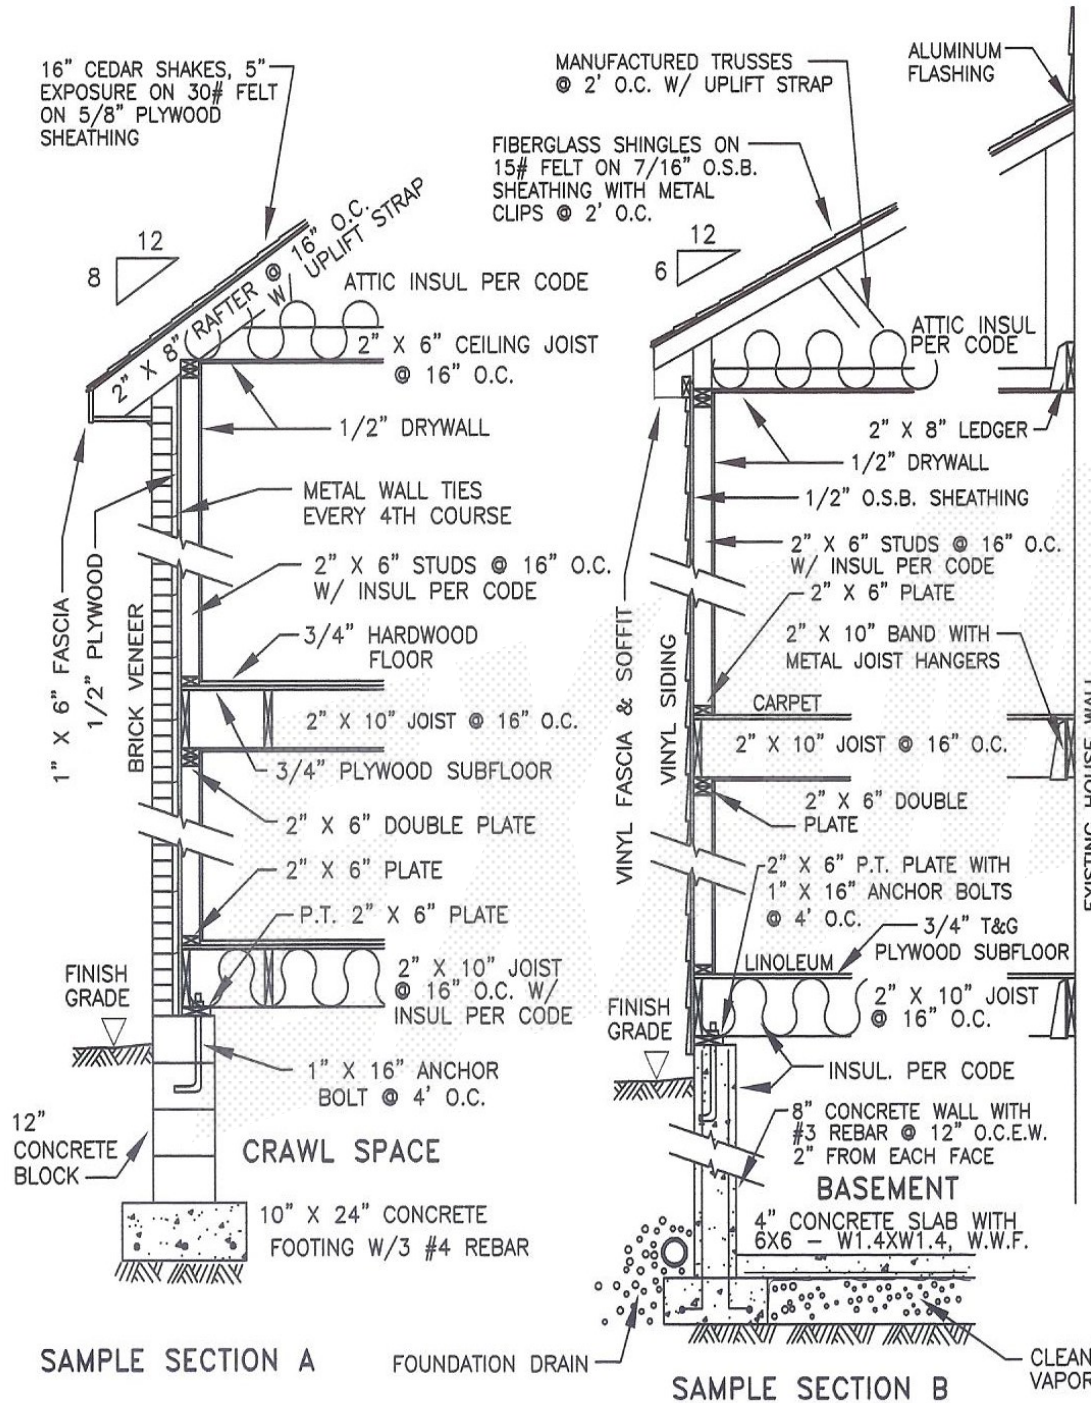 16" CEDAR SHAKES, 5"
EXPOSURE ON 30# FELT
ON 5/8" PLYWOOD
SHEATHING
12
8
2" X 8" RAFTER @ 16" O.C.
W/ UPLIFT STRAP
ATTIC INSUL PER CODE
2" X 6" CEILING JOIST
@ 16" O.C.
1/2" DRYWALL
METAL WALL TIES
EVERY 4TH COURSE
2" X 6" STUDS @ 16" O.C.
W/ INSUL PER CODE
1" X 6" FASCIA
1/2" PLYWOOD
BRICK VENEER
3/4" HARDWOOD
FLOOR
2" X 10" JOIST @ 16" O.C.
3/4" PLYWOOD SUBFLOOR
2" X 6" DOUBLE PLATE
2" X 6" PLATE
P.T. 2" X 6" PLATE
FINISH
GRADE
2" X 10" JOIST
@ 16" O.C. W/
INSUL PER CODE
1" X 16" ANCHOR
BOLT @ 4' O.C.
12"
CONCRETE
BLOCK
CRAWL SPACE
10" X 24" CONCRETE
FOOTING W/3 #4 REBAR
SAMPLE SECTION A
MANUFACTURED TRUSSES
@ 2' O.C. W/ UPLIFT STRAP
ALUMINUM
FLASHING
FIBERGLASS SHINGLES ON
15# FELT ON 7/16" O.S.B.
SHEATHING WITH METAL
CLIPS @ 2' O.C.
12
6
ATTIC INSUL
PER CODE
2" X 8" LEDGER
1/2" DRYWALL
1/2" O.S.B. SHEATHING
2" X 6" STUDS @ 16" O.C.
W/ INSUL PER CODE
2" X 6" PLATE
2" X 10" BAND WITH
METAL JOIST HANGERS
VINYL FASCIA & SOFFIT
VINYL SIDING
CARPET
EXISTING HOUSE WALL
2" X 10" JOIST @ 16" O.C.
2" X 6" DOUBLE
PLATE
2" X 6" P.T. PLATE WITH
1" X 16" ANCHOR BOLTS
@ 4' O.C.
3/4" T&G
PLYWOOD SUBFLOOR
LINOLEUM
FINISH
GRADE
2" X 10" JOIST
@ 16" O.C.
INSUL. PER CODE
8" CONCRETE WALL WITH
#3 REBAR @ 12" O.C.E.W.
2" FROM EACH FACE
BASEMENT
4" CONCRETE SLAB WITH
6X6 - W1.4XW1.4, W.W.F.
FOUNDATION DRAIN
CLEAN
VAPOR
SAMPLE SECTION B